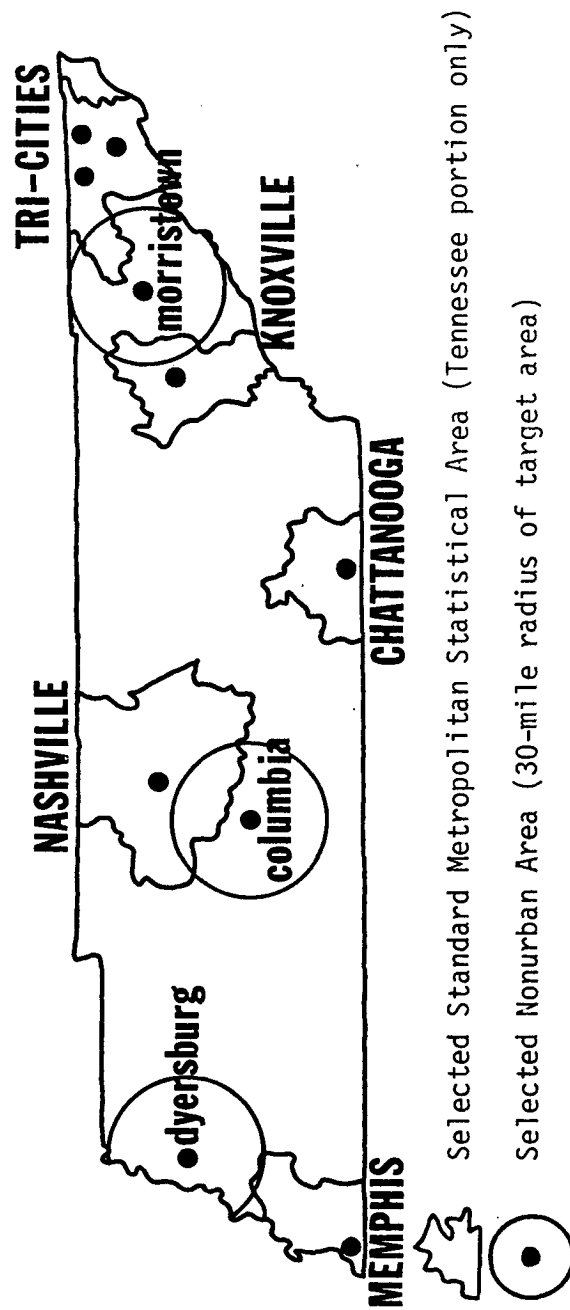 TRI-CITIES
NASHVILLE
morristown
dyersburg
columbia
KNOXVILLE
CHATTANOOGA
MEMPHIS
Selected Standard Metropolitan Statistical Area (Tennessee portion only)
Selected Nonurban Area (30-mile radius of target area)